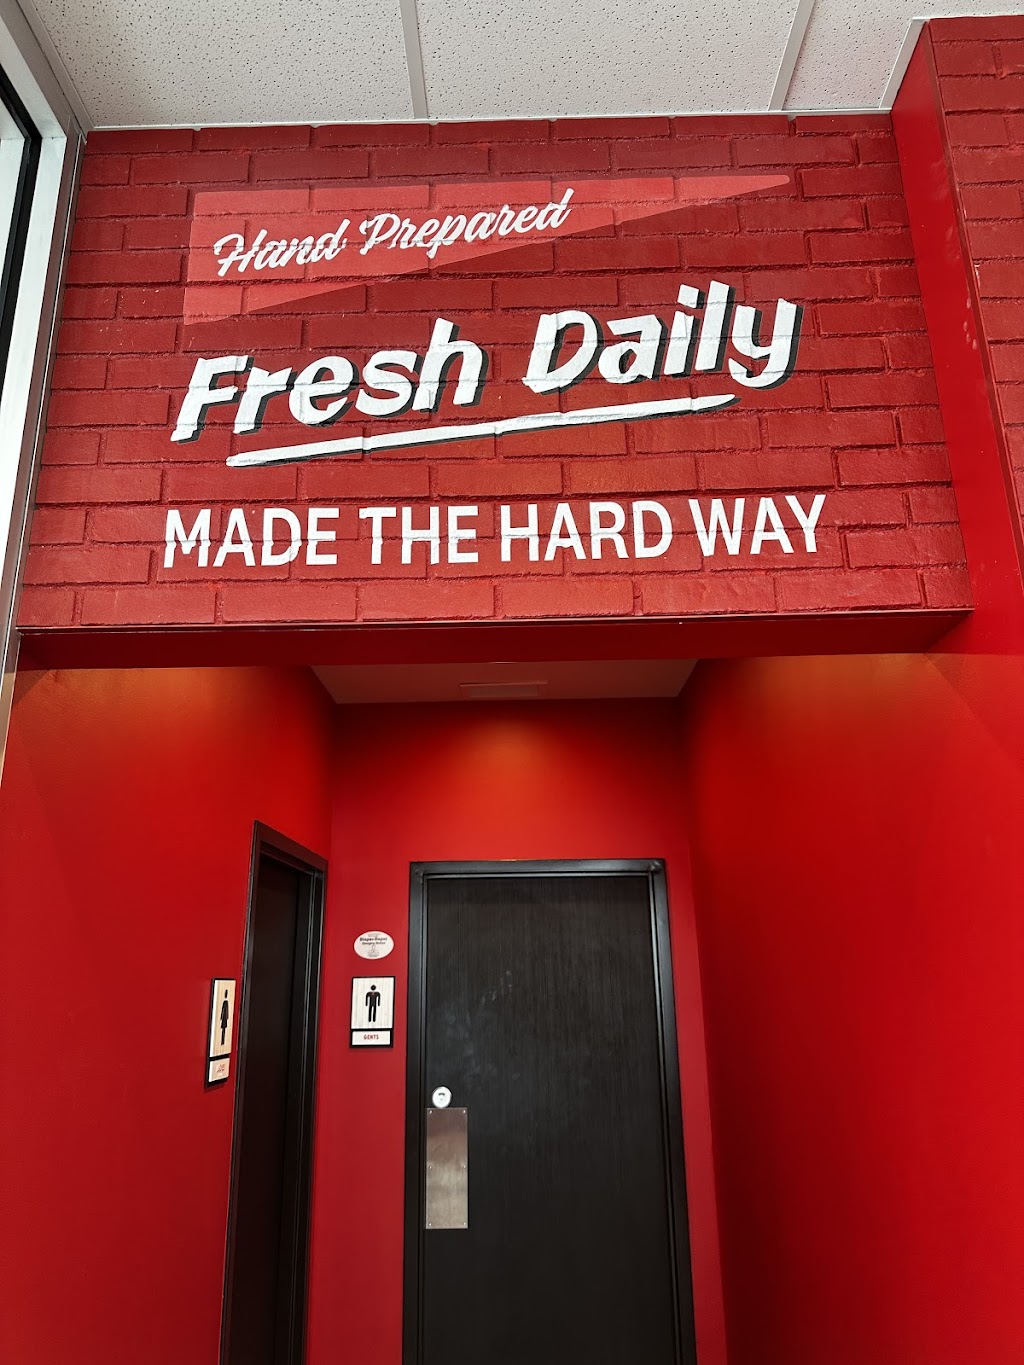 Hand Prepared
Fresh Daily
MADE THE HARD WAY
GENTS